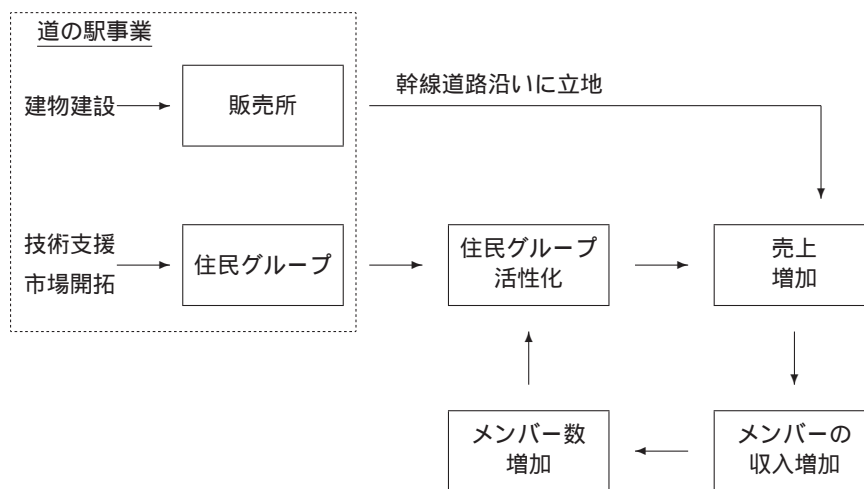 道の駅事業
建物建設
販売所
幹線道路沿いに立地
技術支援
市場開拓
住民グループ
住民グループ
活性化
売上
増加
メンバー数
増加
メンバーの
収入増加